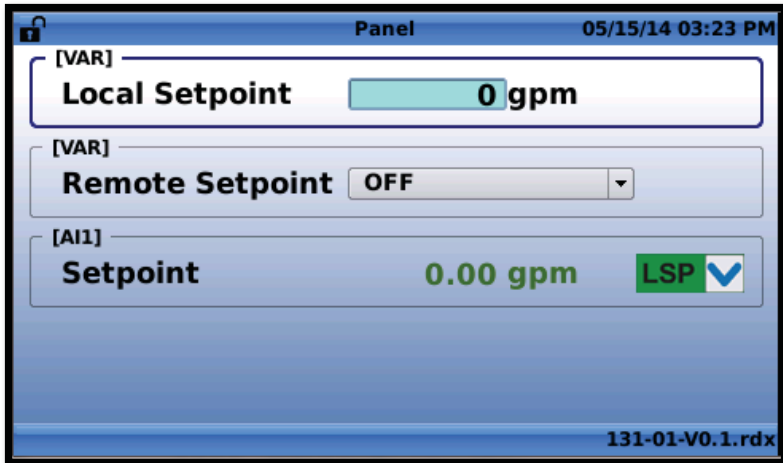 Panel 05/15/14 03:23 PM
[VAR]
Local Setpoint 0 gpm
[VAR]
Remote Setpoint OFF
[AI1]
Setpoint 0.00 gpm LSP
131-01-V0.1.rdx